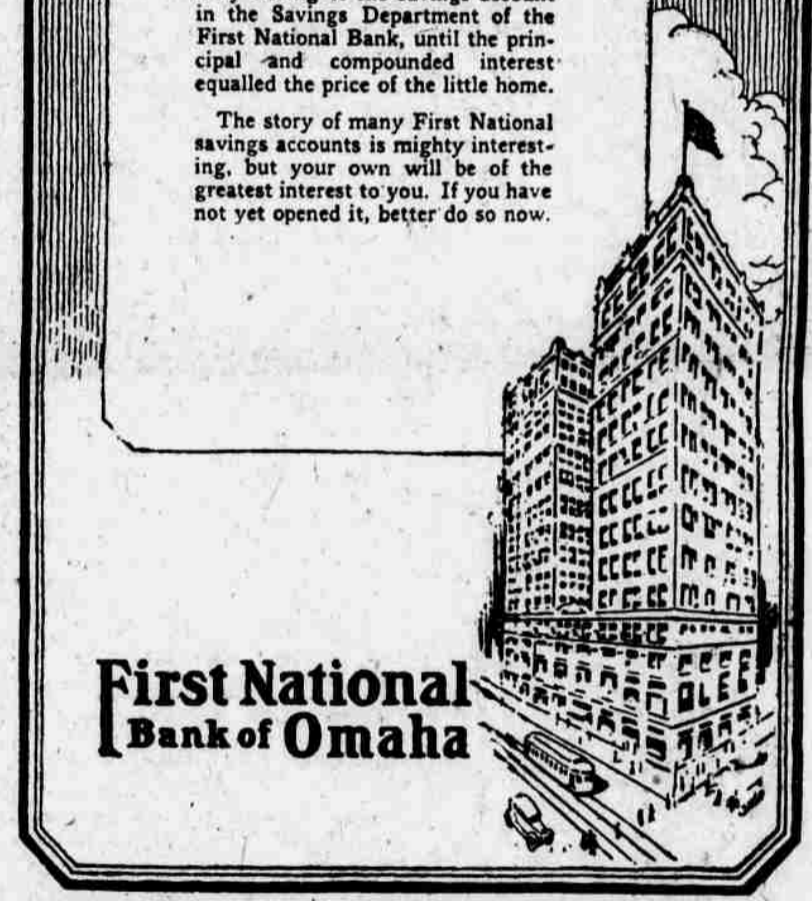 in the Savings Department of the
First National Bank, until the prin-
cipal and compounded interest
equalled the price of the little home.
The story of many First National
savings accounts is mighty interest-
ing, but your own will be of the
greatest interest to you. If you have
not yet opened it, better do so now.
First National
Bank of Omaha